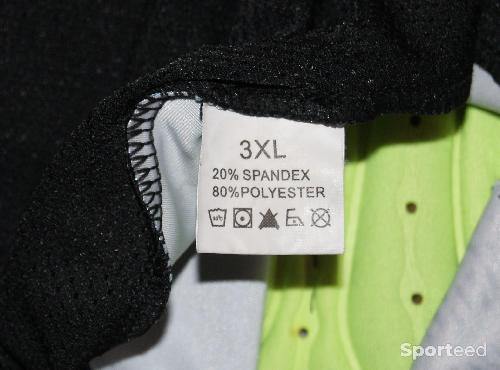 3XL
20% SPANDEX
80% POLYESTER
Sporteed